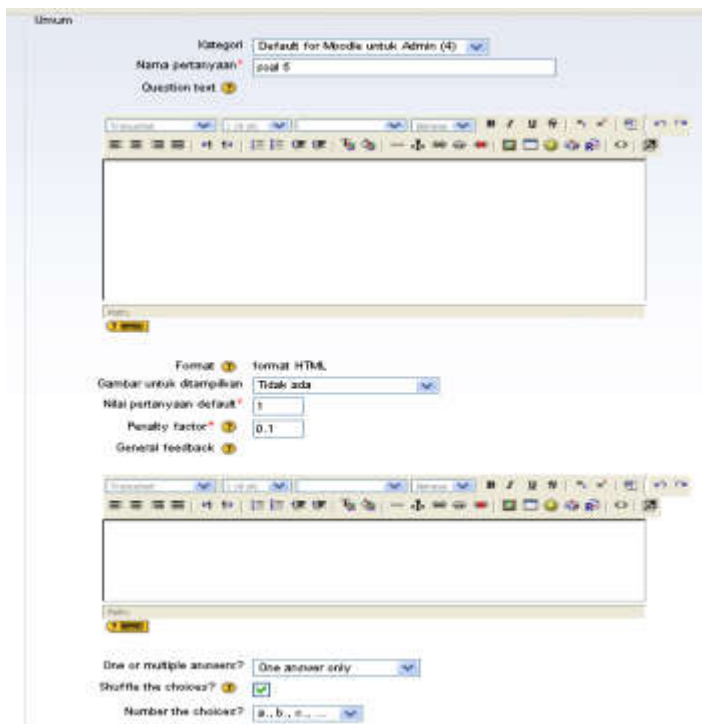 Umum
Kategori Default for Moodle untuk Admin (4)
Nama pertanyaan* soal 5
Question text
Path:
Format format HTML
Gambar untuk ditampilkan Tidak ada
Nilai pertanyaan default* 1
Penalty factor* 0.1
General feedback
Path:
One or multiple answers? One answer only
Shuffle the choices?
Number the choices? a., b., c., ...